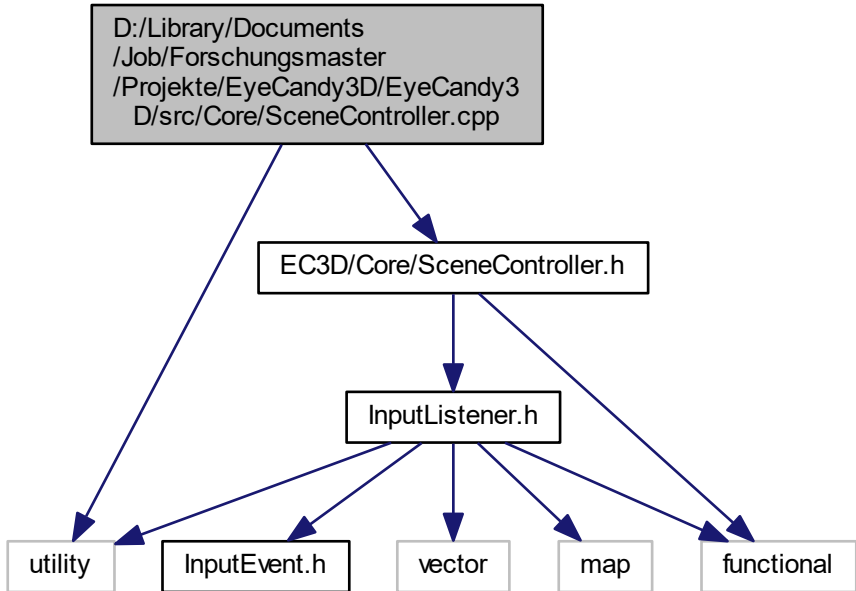 D:/Library/Documents
/Job/Forschungsmaster
/Projekte/EyeCandy3D/EyeCandy3
D/src/Core/SceneController.cpp
EC3D/Core/SceneController.h
InputListener.h
utility
InputEvent.h
vector
map
functional